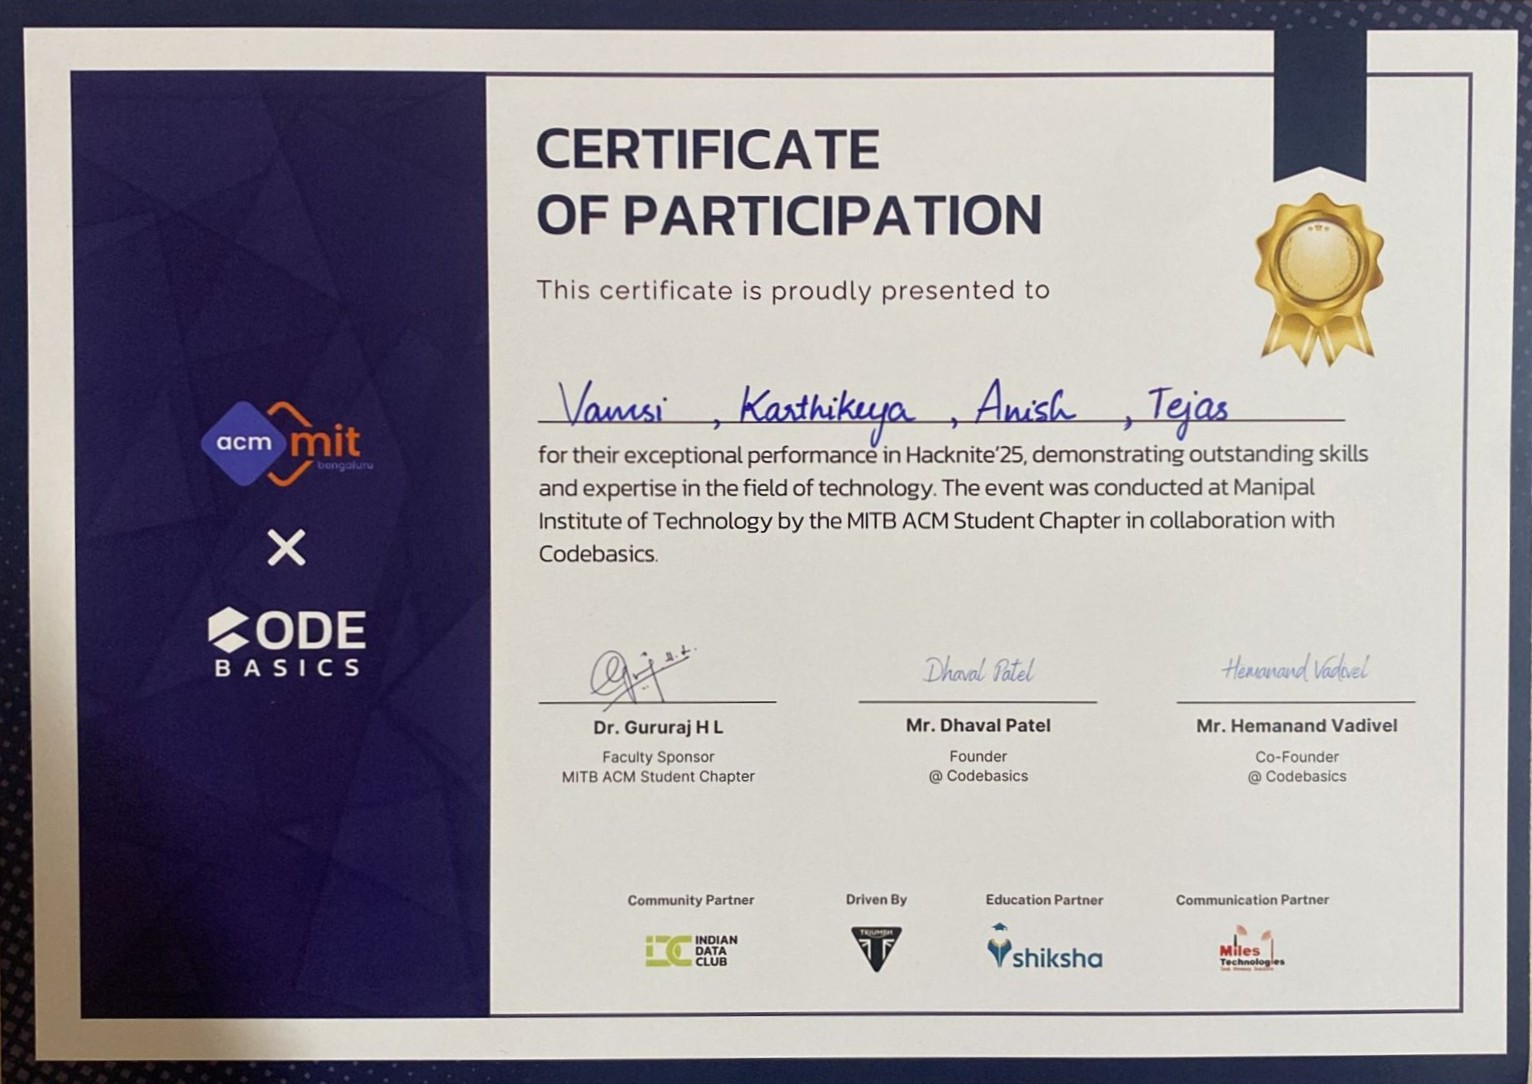 CERTIFICATE
OF PARTICIPATION
This certificate is proudly presented to
Vamsi , Karthikeya , Anish , Tejas
for their exceptional performance in Hacknite'25, demonstrating outstanding skills
and expertise in the field of technology. The event was conducted at Manipal
Institute of Technology by the MITB ACM Student Chapter in collaboration with
Codebasics.
acm mit
bengaluru
CODE
BASICS
Dhaval Patel
Hemanand Vadivel
Dr. Gururaj H L
Faculty Sponsor
MITB ACM Student Chapter
Mr. Dhaval Patel
Founder
@ Codebasics
Mr. Hemanand Vadivel
Co-Founder
@ Codebasics
Community Partner
INDIAN
DATA
CLUB
Driven By
TRIUMPH
Education Partner
shiksha
Communication Partner
Miles
Technologies